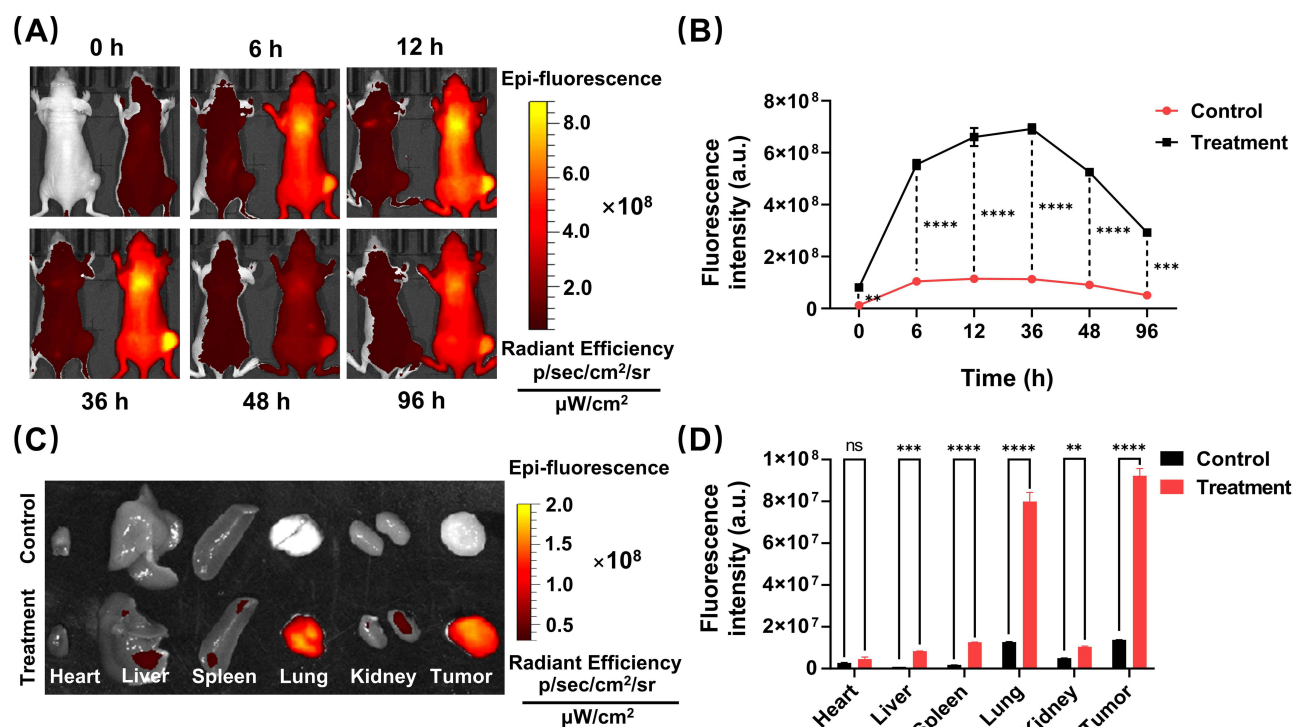 (A)
0 h
6 h
12 h
36 h
48 h
96 h
Epi-fluorescence
8.0
6.0
4.0
2.0
×10⁸
Radiant Efficiency
p/sec/cm²/sr
μW/cm²
(B)
Fluorescence
intensity (a.u.)
8×10⁸
6×10⁸
4×10⁸
2×10⁸
0
**
****
****
****
****
***
0 6 12 36 48 96
Time (h)
Control
Treatment
(C)
Control
Treatment
Heart Liver Spleen Lung Kidney Tumor
Epi-fluorescence
2.0
1.5
1.0
0.5
×10⁸
Radiant Efficiency
p/sec/cm²/sr
μW/cm²
(D)
Fluorescence
intensity (a.u.)
1×10⁸
8×10⁷
6×10⁷
4×10⁷
2×10⁷
0
ns *** **** **** ** ****
Control
Treatment
Heart Liver Spleen Lung Kidney Tumor